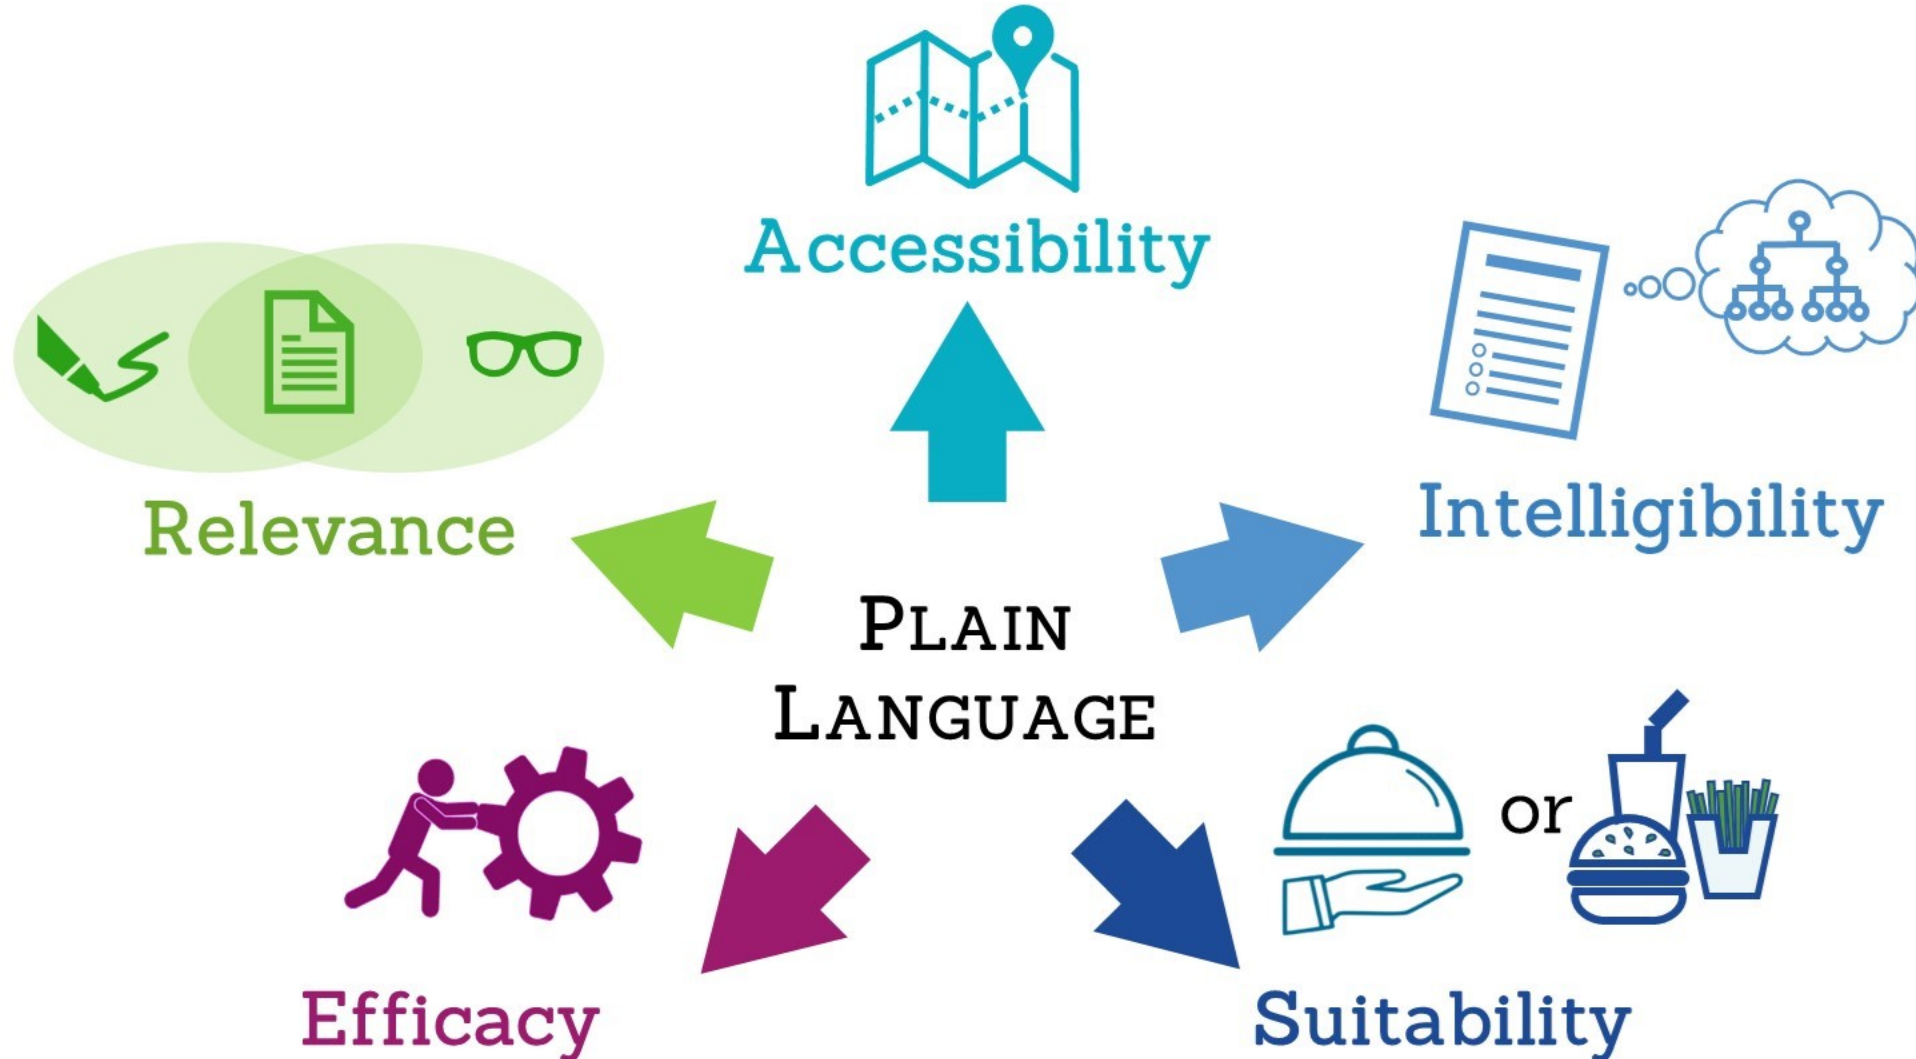 Accessibility
Relevance
Intelligibility
PLAIN
LANGUAGE
or
Efficacy
Suitability